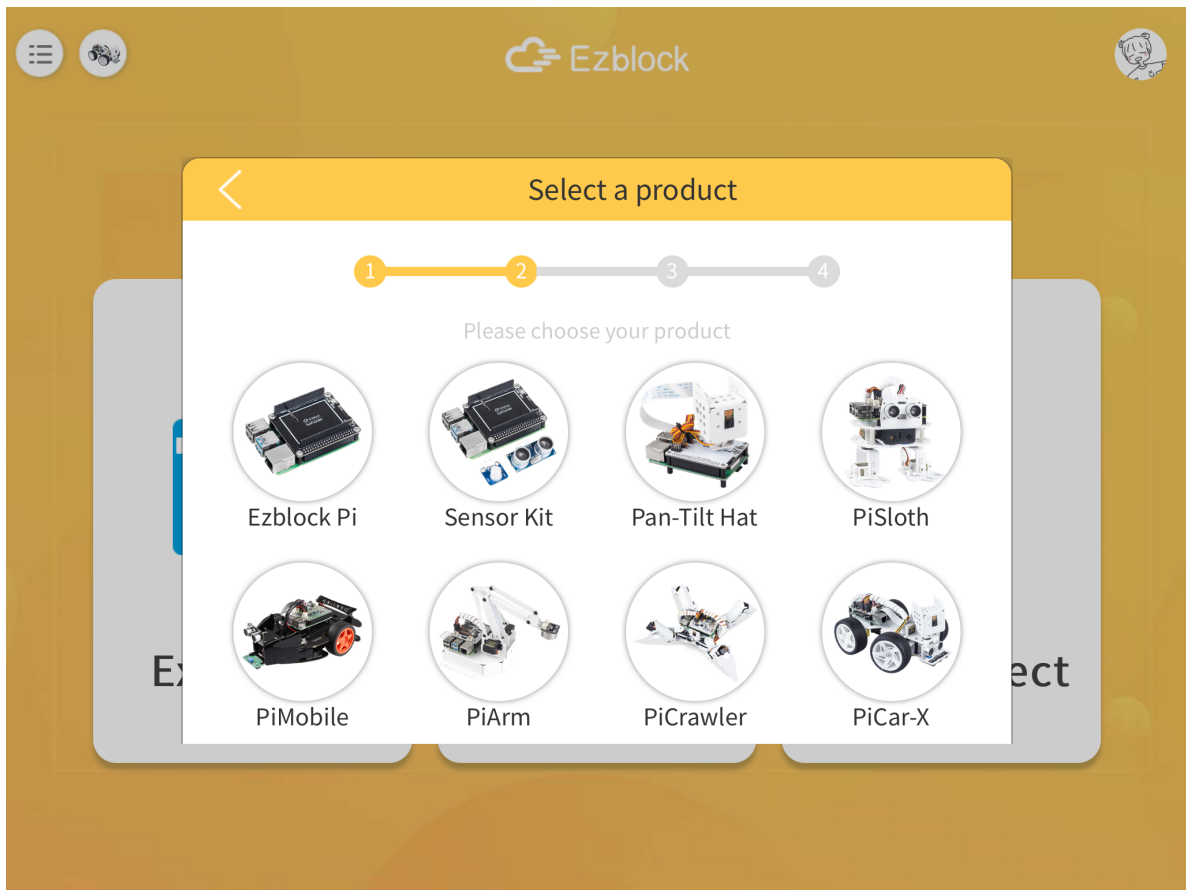 Ezblock
Select a product
1 2 3 4
Please choose your product
Ezblock Pi
Sensor Kit
Pan-Tilt Hat
PiSloth
PiMobile
PiArm
PiCrawler
PiCar-X